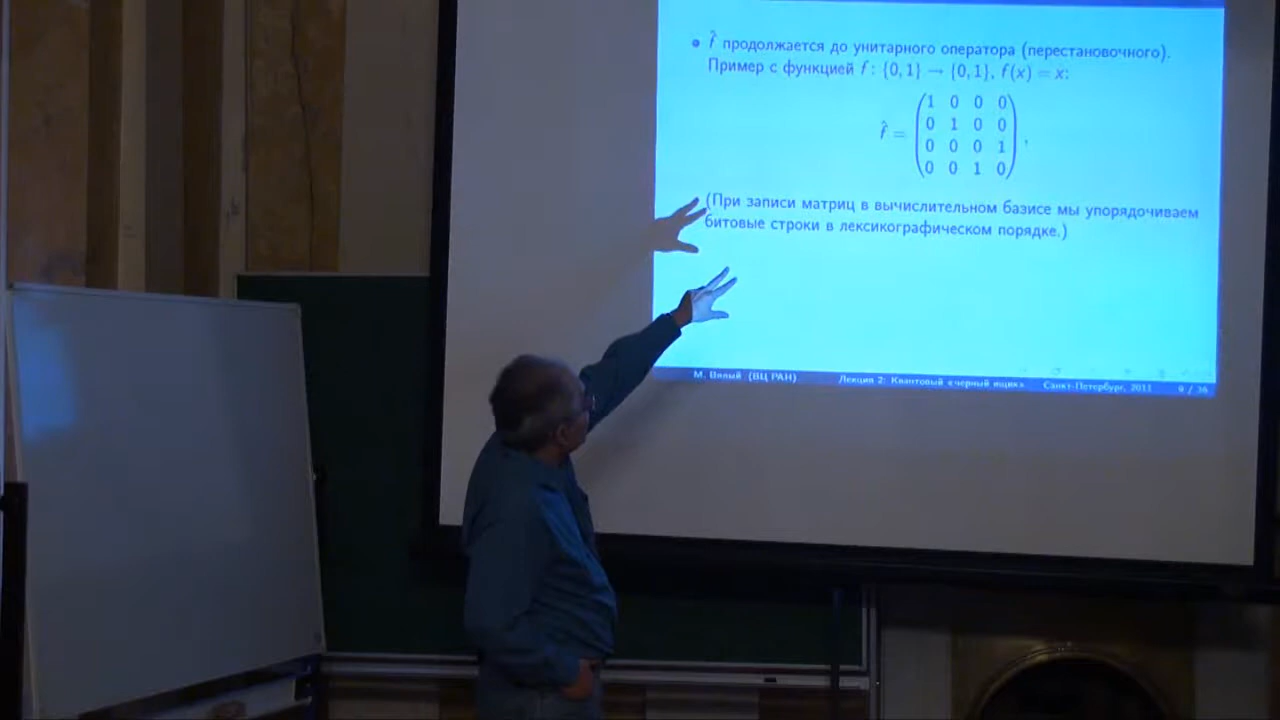 • f̂ продолжается до унитарного оператора (перестановочного).
Пример с функцией f: {0, 1} → {0, 1}, f(x) = x:
f̂ =
1 0 0 0
0 1 0 0
0 0 0 1
0 0 1 0
,
(При записи матриц в вычислительном базисе мы упорядочиваем
битовые строки в лексикографическом порядке.)
М. Вялый (ВЦ РАН) Лекция 2: Квантовый «черный ящик» Санкт-Петербург, 2011 9 / 36